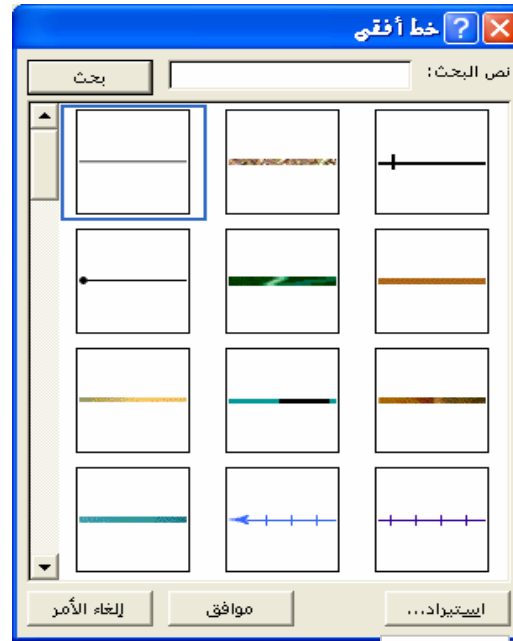 خط أفقي
نص البحث:
بحث
استيراد...
موافق
إلغاء الأمر